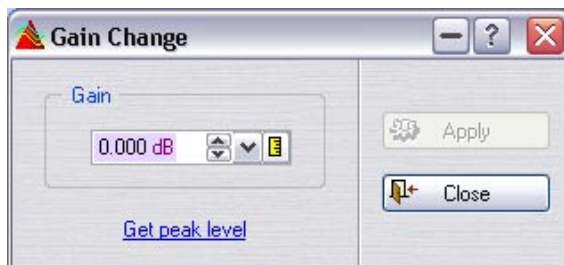 Gain Change
?
Gain
0.000 dB
Apply
Close
Get peak level